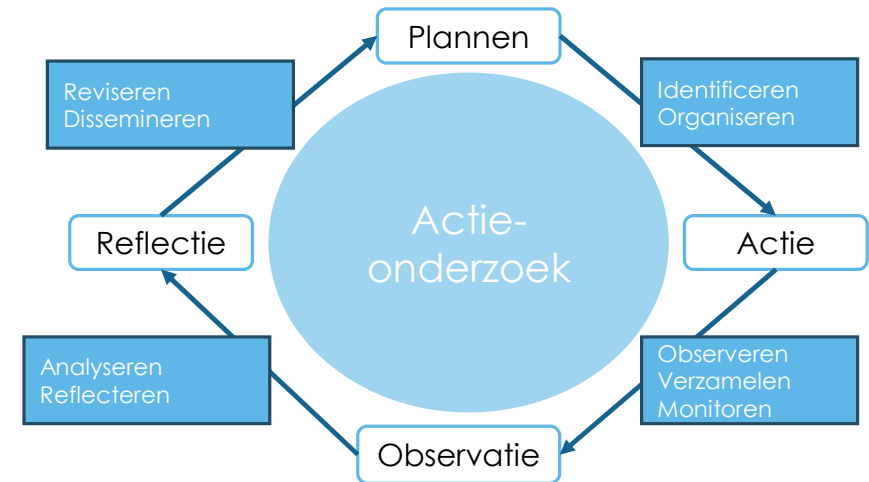 Plannen
Reviseren
Dissemineren
Identificeren
Organiseren
Actie-
onderzoek
Reflectie
Actie
Analyseren
Reflecteren
Observeren
Verzamelen
Monitoren
Observatie